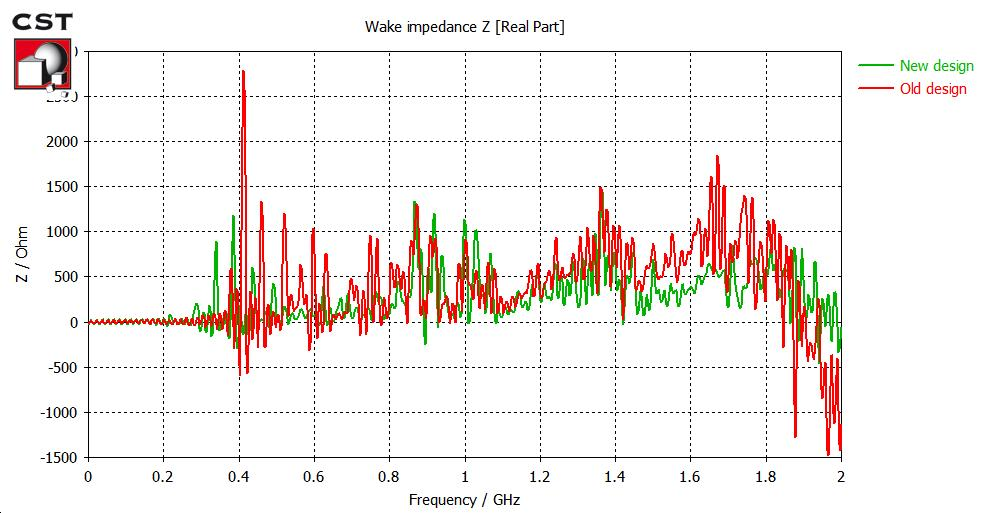 CST
Wake impedance Z [Real Part]
New design
Old design
2000
1500
1000
500
0
-500
-1000
-1500
Z / Ohm
0 0.2 0.4 0.6 0.8 1 1.2 1.4 1.6 1.8 2
Frequency / GHz